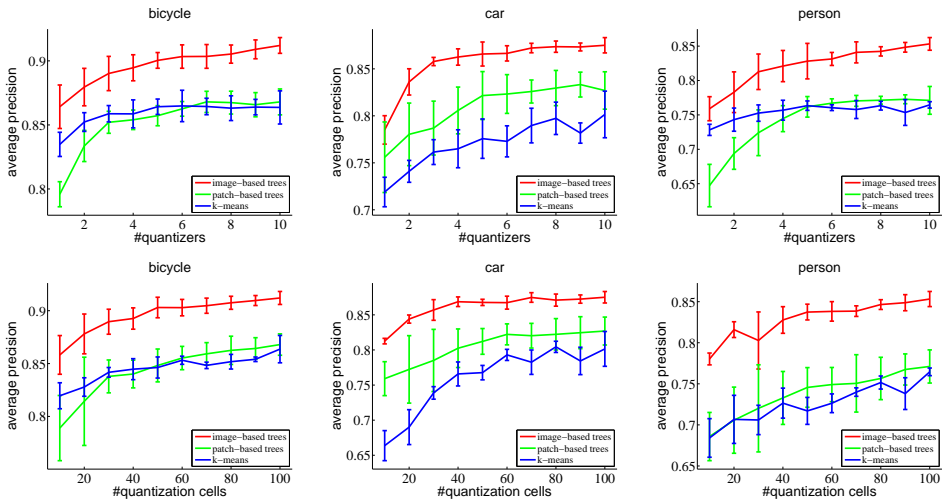 bicycle
average precision
0.9
0.85
0.8
2 4 6 8 10
#quantizers
image−based trees
patch−based trees
k−means
car
average precision
0.85
0.8
0.75
0.7
2 4 6 8 10
#quantizers
image−based trees
patch−based trees
k−means
person
average precision
0.85
0.8
0.75
0.65
2 4 6 8 10
#quantizers
image−based trees
patch−based trees
k−means
bicycle
average precision
0.9
0.85
0.8
20 40 60 80 100
#quantization cells
image−based trees
patch−based trees
k−means
car
average precision
0.85
0.8
0.75
0.7
0.65
20 40 60 80 100
#quantization cells
image−based trees
patch−based trees
k−means
person
average precision
0.85
0.8
0.75
0.65
20 40 60 80 100
#quantization cells
image−based trees
patch−based trees
k−means